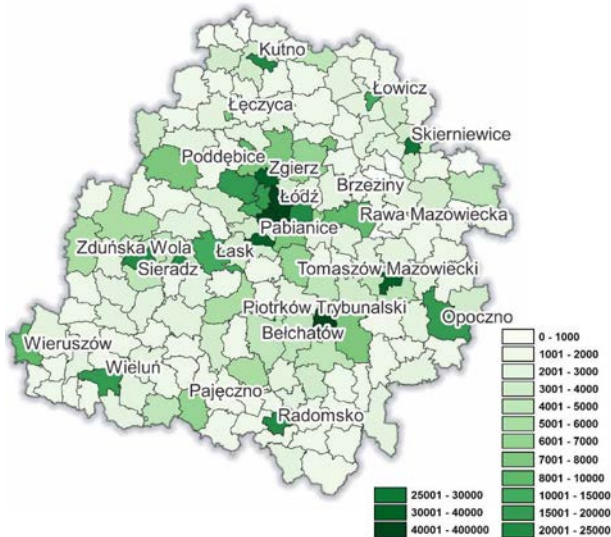 Kutno
Łowicz
Łęczyca
Skierniewice
Poddębice
Zgierz
Brzeziny
Łódź
Rawa Mazowiecka
Pabianice
Zduńska Wola
Łask
Sieradz
Tomaszów Mazowiecki
Piotrków Trybunalski
Opoczno
Bełchatów
Wieruszów
Wieluń
Pajęczno
Radomsko
0 - 1000
1001 - 2000
2001 - 3000
3001 - 4000
4001 - 5000
5001 - 6000
6001 - 7000
7001 - 8000
8001 - 10000
25001 - 30000 10001 - 15000
30001 - 40000 15001 - 20000
40001 - 400000 20001 - 25000